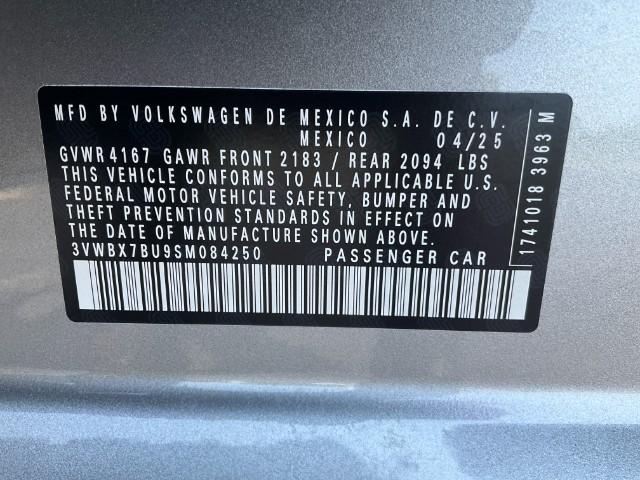 MFD BY VOLKSWAGEN DE MEXICO S.A. DE C.V.
MEXICO 04/25
GVWR 4167 GAWR FRONT 2183 / REAR 2094 LBS
THIS VEHICLE CONFORMS TO ALL APPLICABLE U.S.
FEDERAL MOTOR VEHICLE SAFETY, BUMPER AND
THEFT PREVENTION STANDARDS IN EFFECT ON
THE DATE OF MANUFACTURE SHOWN ABOVE.
3VWBX7BU9SM084250 PASSENGER CAR
1741018 3963 M